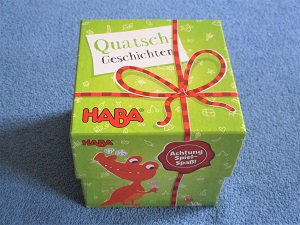 Quatsch-
Geschichten
HABA
HABA
Achtung
Spiel-
Spaß!